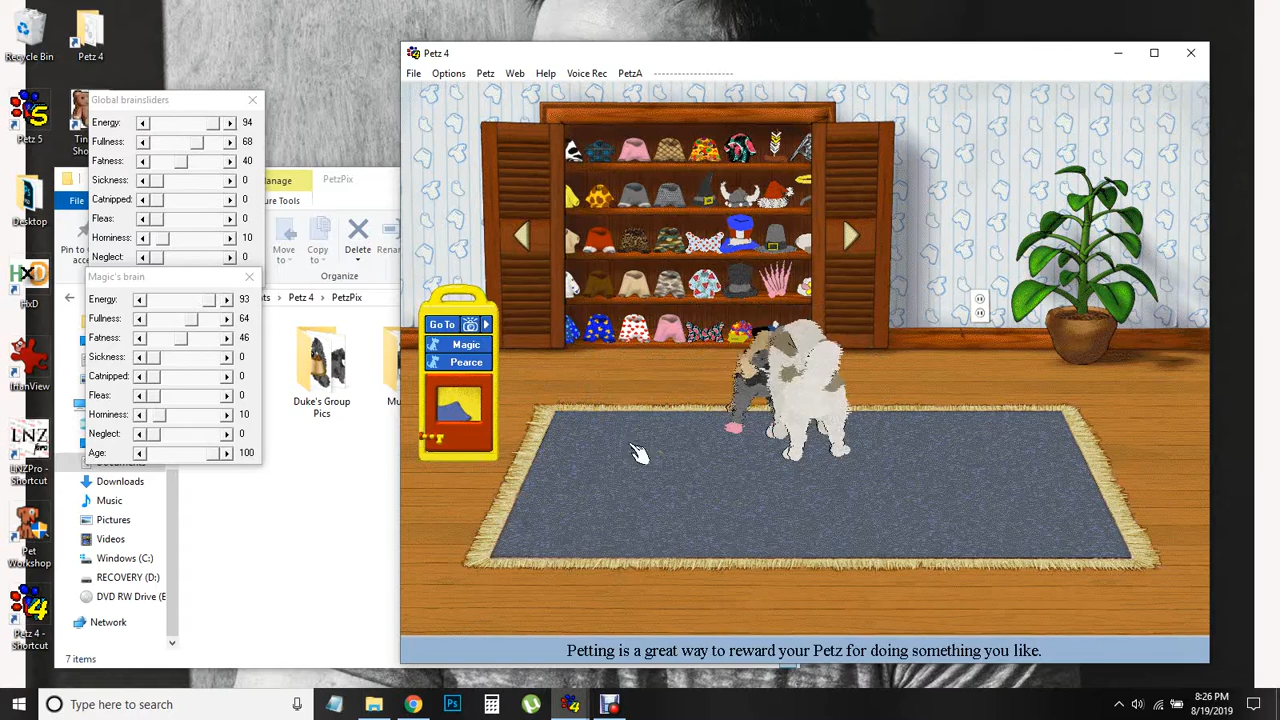 Recycle Bin
Petz 4
Petz 5
Desktop
HxD
IHanView
LNZPro -
Shortcut
Pet
Workshop
Petz 4 -
Shortcut
Global brainsliders
Energy: 94
Fullness: 68
Fatness: 40
Sickness: 0
Catnipped: 0
Fleas: 0
Horniness: 10
Neglect: 0
Magic's brain
Energy: 93
Fullness: 64
Fatness: 46
Sickness: 0
Catnipped: 0
Fleas: 0
Horniness: 10
Neglect: 0
Age: 100
PetzPix
File
Move
to
Copy
to
Delete
Organize
Petz 4
PetzPix
Duke's Group
Pics
Downloads
Music
Pictures
Videos
Windows (C:)
RECOVERY (D:)
DVD RW Drive (E
Network
7 items
Petz 4
File Options Petz Web Help Voice Rec PetzA --------------------
Go To
Magic
Pearce
Petting is a great way to reward your Petz for doing something you like.
Type here to search
Ps
8:26 PM
8/19/2019